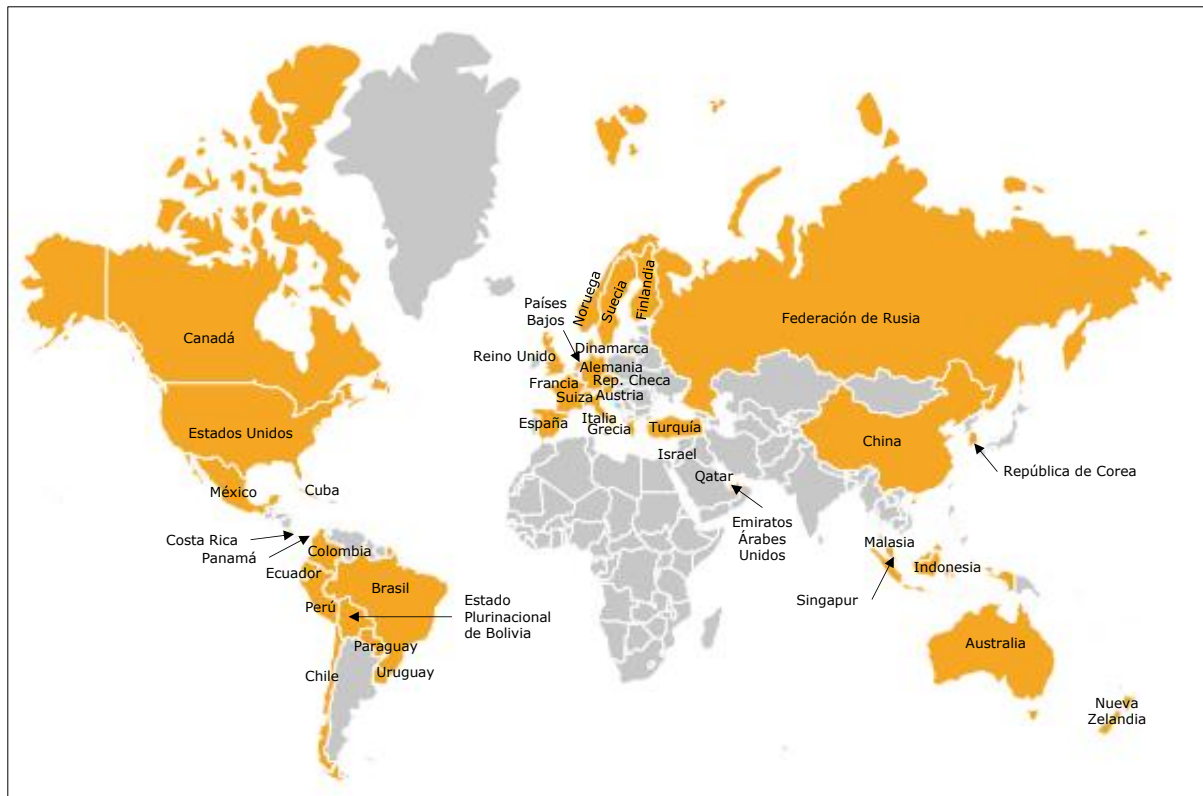 Canadá
Estados Unidos
México
Cuba
Costa Rica
Panamá
Colombia
Ecuador
Brasil
Perú
Estado
Plurinacional
de Bolivia
Paraguay
Chile
Uruguay
Noruega
Suecia
Finlandia
Países
Bajos
Dinamarca
Reino Unido
Alemania
Rep. Checa
Francia
Suiza
Austria
España
Italia
Grecia
Turquía
Israel
Qatar
Emiratos
Árabes
Unidos
Federación de Rusia
China
República de Corea
Malasia
Indonesia
Singapur
Australia
Nueva
Zelandia